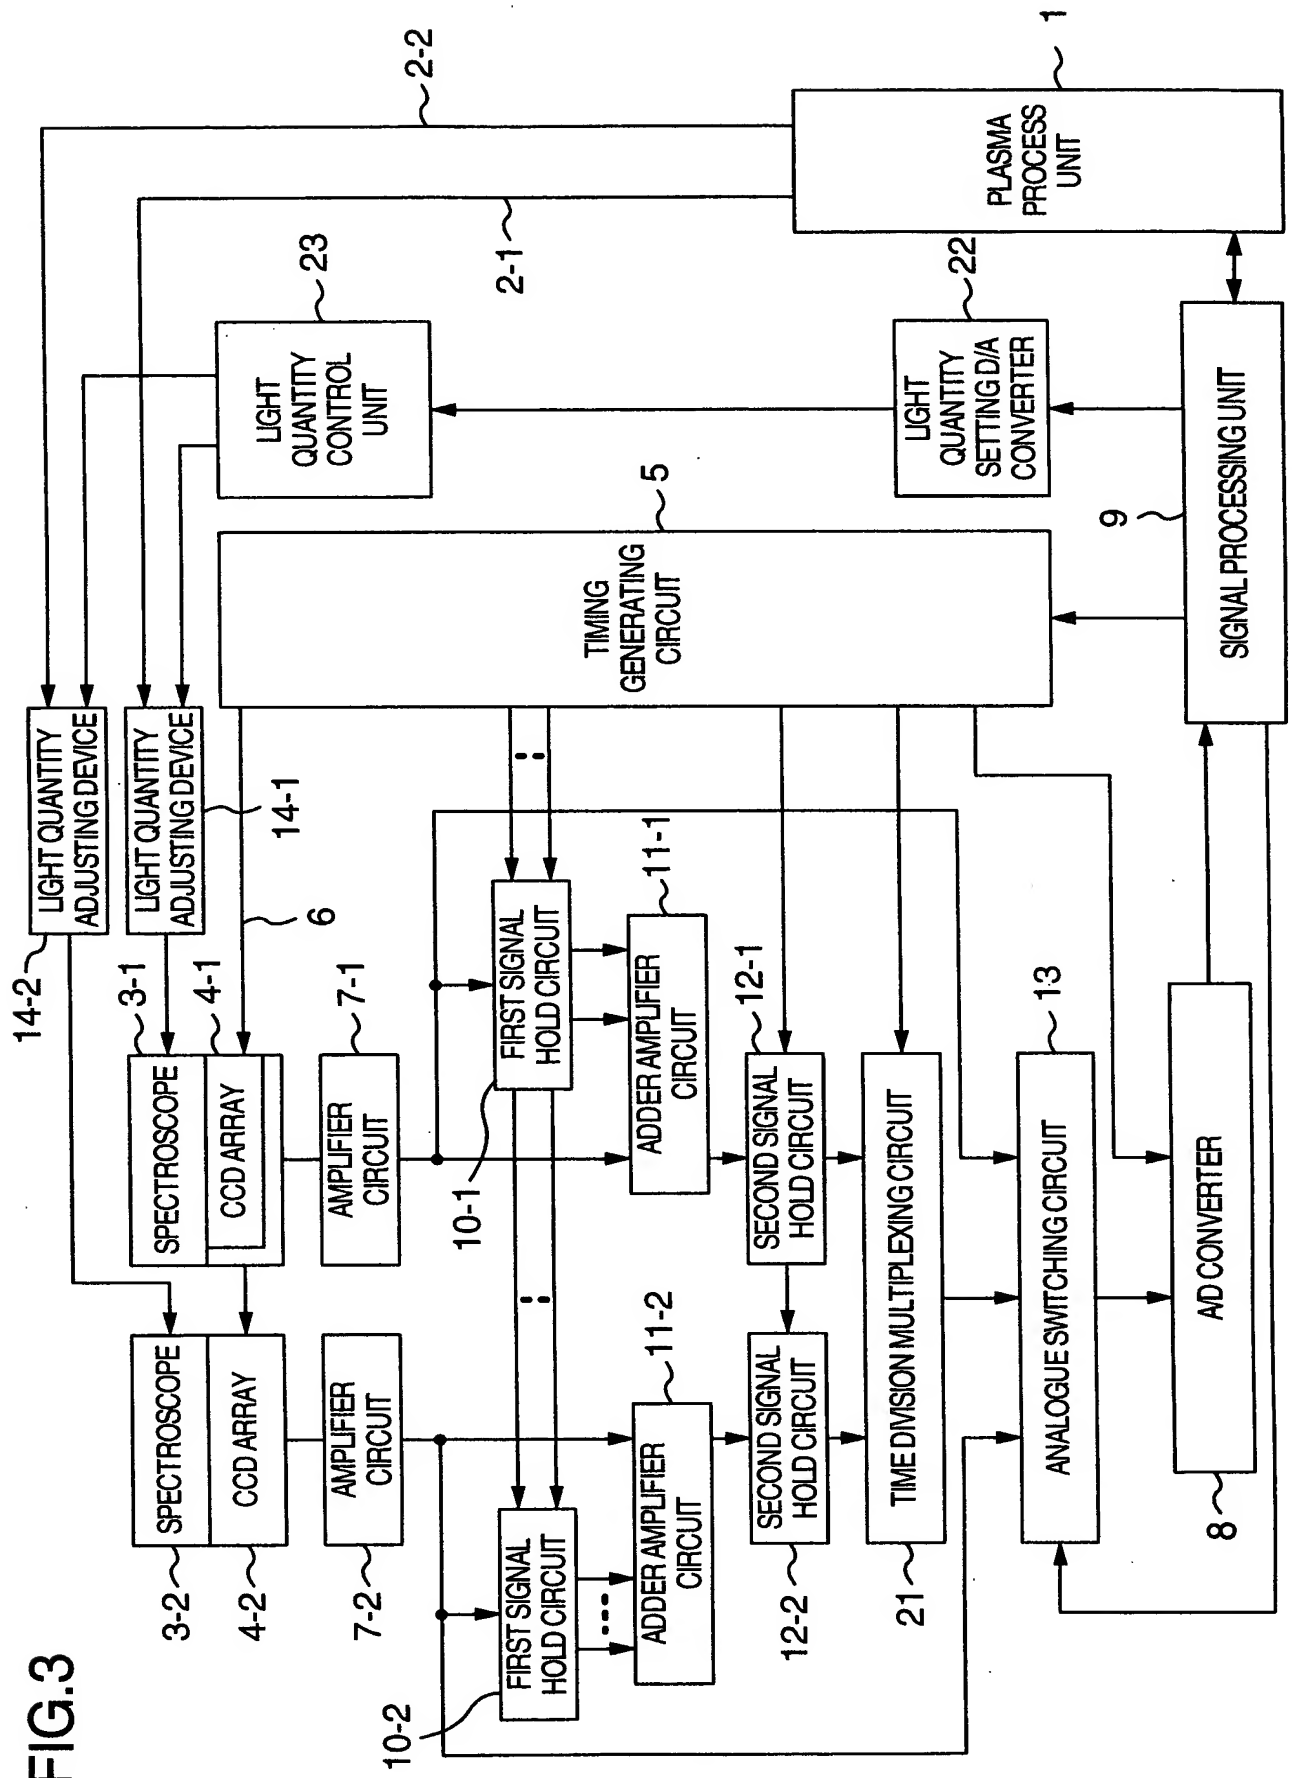 FIG.3
14-2
LIGHT QUANTITY
ADJUSTING DEVICE
LIGHT QUANTITY
ADJUSTING DEVICE
14-1
2-2
2-1
3-2
SPECTROSCOPE
4-2
CCD ARRAY
3-1
SPECTROSCOPE
4-1
CCD ARRAY
6
LIGHT
QUANTITY
CONTROL
UNIT
23
7-2
AMPLIFIER
CIRCUIT
7-1
AMPLIFIER
CIRCUIT
10-2
FIRST SIGNAL
HOLD CIRCUIT
10-1
FIRST SIGNAL
HOLD CIRCUIT
TIMING
GENERATING
CIRCUIT
5
11-2
ADDER AMPLIFIER
CIRCUIT
11-1
ADDER AMPLIFIER
CIRCUIT
12-2
SECOND SIGNAL
HOLD CIRCUIT
12-1
SECOND SIGNAL
HOLD CIRCUIT
21
TIME DIVISION MULTIPLEXING CIRCUIT
LIGHT
QUANTITY
SETTING D/A
CONVERTER
22
PLASMA
PROCESS
UNIT
1
ANALOGUE SWITCHING CIRCUIT
13
8
A/D CONVERTER
9
SIGNAL PROCESSING UNIT